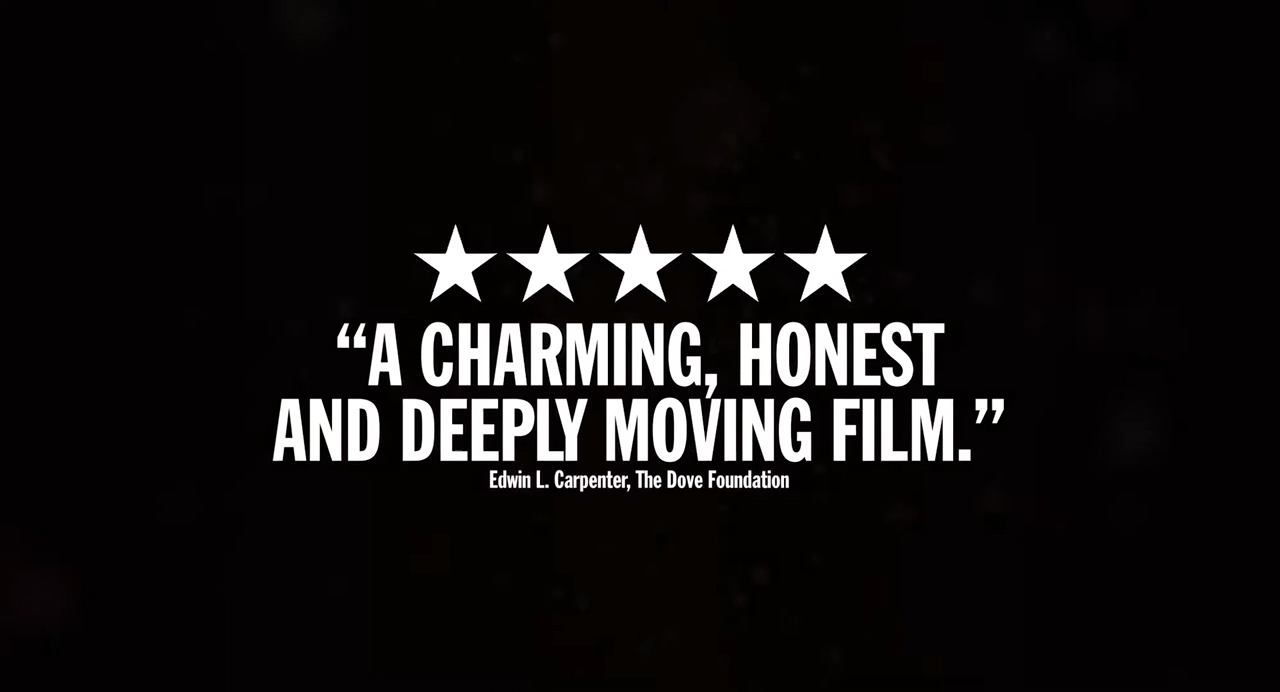 “A CHARMING, HONEST
AND DEEPLY MOVING FILM.”
Edwin L. Carpenter, The Dove Foundation